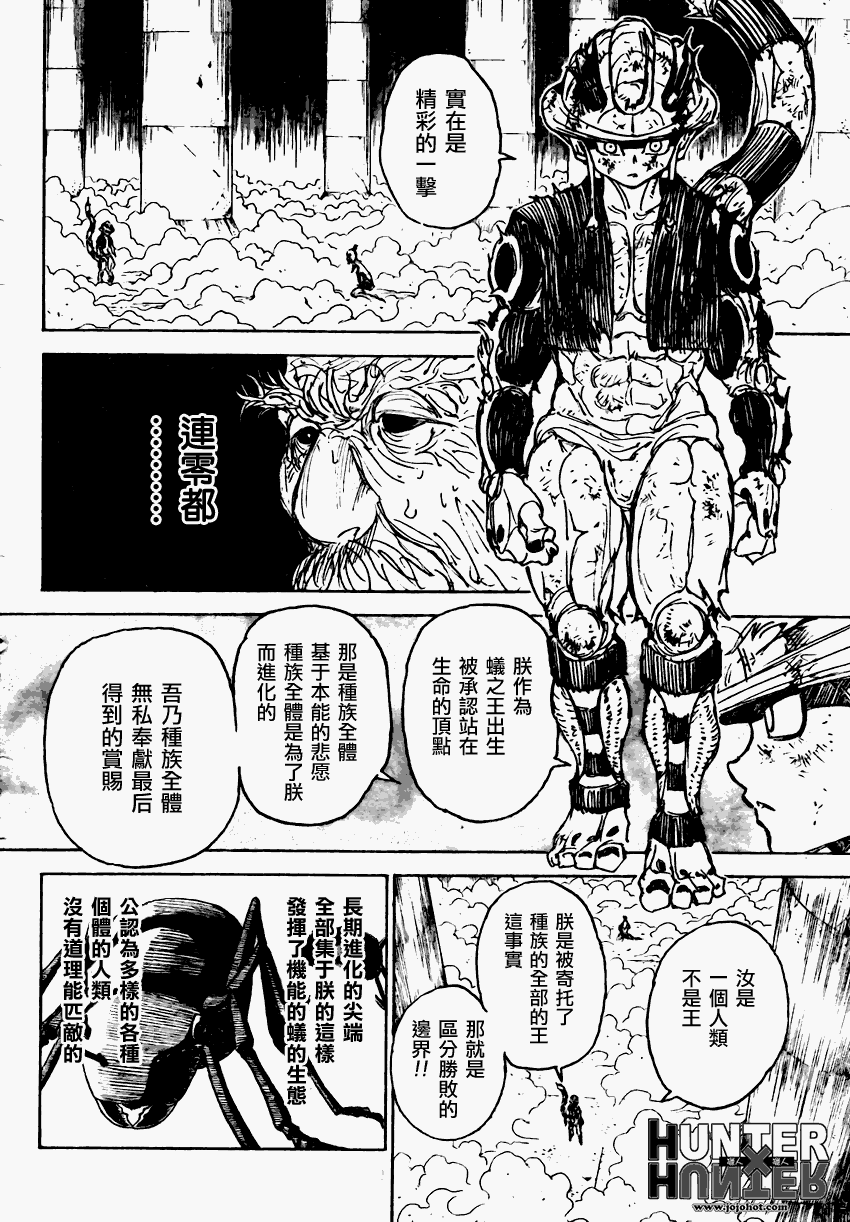 實在是
精彩的一擊
連零都
…………
朕作為
蟻之王出生
被承認站在
生命的頂點
那是種族全體
基于本能的悲愿
種族全體是為了朕
而進化的
吾乃種族全體
無私奉獻最后
得到的賞賜
汝是
一個人類
不是王
朕是被寄托了
種族的全部的王
這事實
那就是
區分勝敗的
邊界!!
長期進化的尖端
全部集于朕的這樣
發揮了機能的蟻的生態
公認為多樣的各種
個體的人類
沒有道理能匹敵的
HUNTER
×
HUNTER
www.jojohot.com